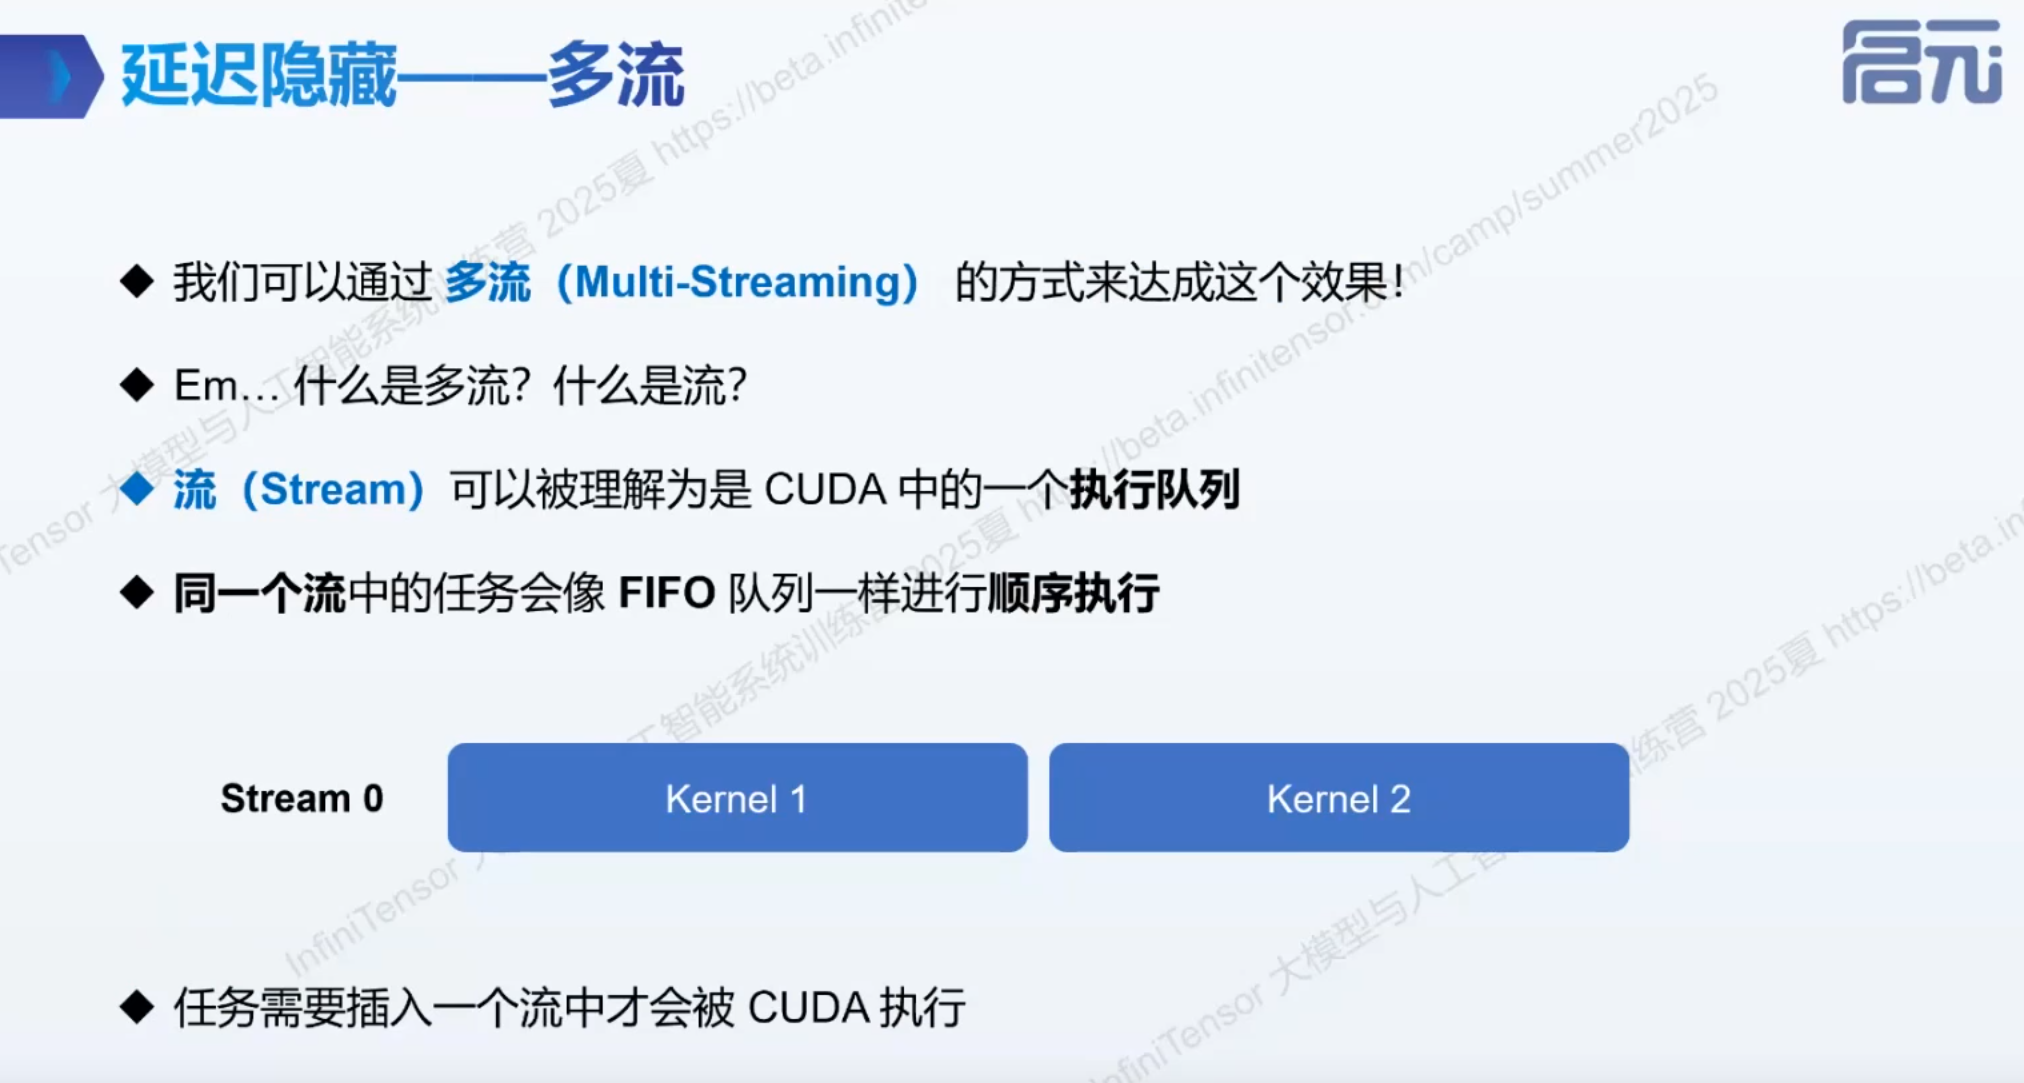 延迟隐藏——多流
启元
我们可以通过 多流（Multi-Streaming） 的方式来达成这个效果！
Em… 什么是多流？什么是流？
流（Stream）可以被理解为是 CUDA 中的一个执行队列
同一个流中的任务会像 FIFO 队列一样进行顺序执行
Stream 0 Kernel 1 Kernel 2
任务需要插入一个流中才会被 CUDA 执行
InfiniTensor 大模型与人工智能系统训练营 2025夏 https://beta.infinitensor.com/camp/summer2025